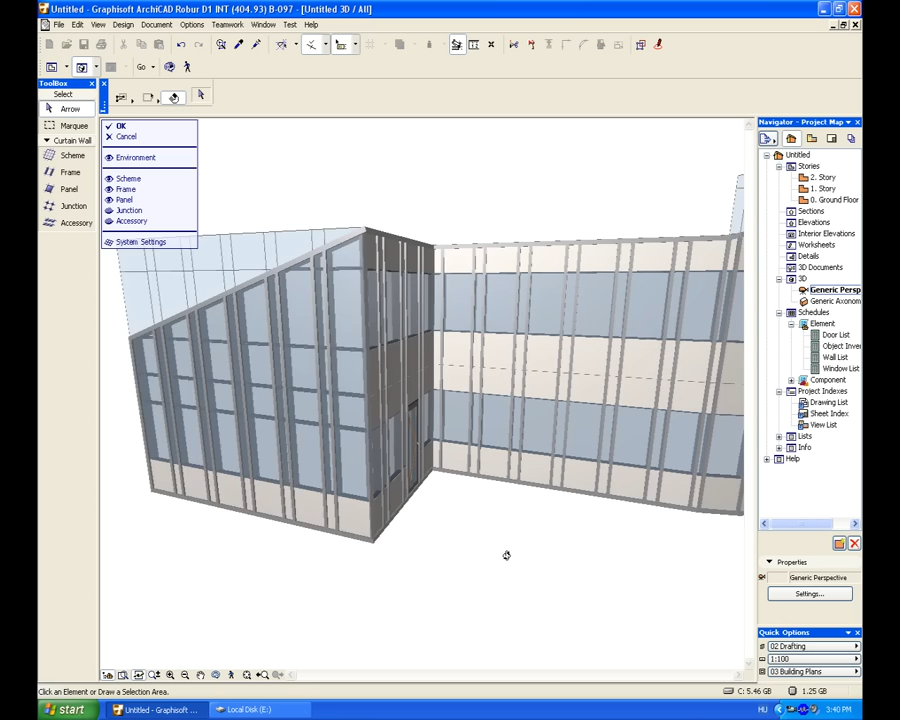 Untitled - Graphisoft ArchiCAD Robur D1 INT (404.93) B-097 - [Untitled 3D / All]
File Edit View Design Document Options Teamwork Window Test Help
Go
ToolBox
Select
Arrow
Marquee
Curtain Wall
Scheme
Frame
Panel
Junction
Accessory
OK
Cancel
Environment
Scheme
Frame
Panel
Junction
Accessory
System Settings
Navigator - Project Map
Untitled
Stories
2. Story
1. Story
0. Ground Floor
Sections
Elevations
Interior Elevations
Worksheets
Details
3D Documents
3D
Generic Persp
Generic Axonom
Schedules
Element
Door List
Object Inve
Wall List
Window List
Component
Project Indexes
Drawing List
Sheet Index
View List
Lists
Info
Help
Properties
Generic Perspective
Settings...
Quick Options
02 Drafting
1:100
03 Building Plans
Click an Element or Draw a Selection Area.
C: 5.46 GB
1.25 GB
start
Untitled - Graphisoft ...
Local Disk (E:)
HU
3:40 PM